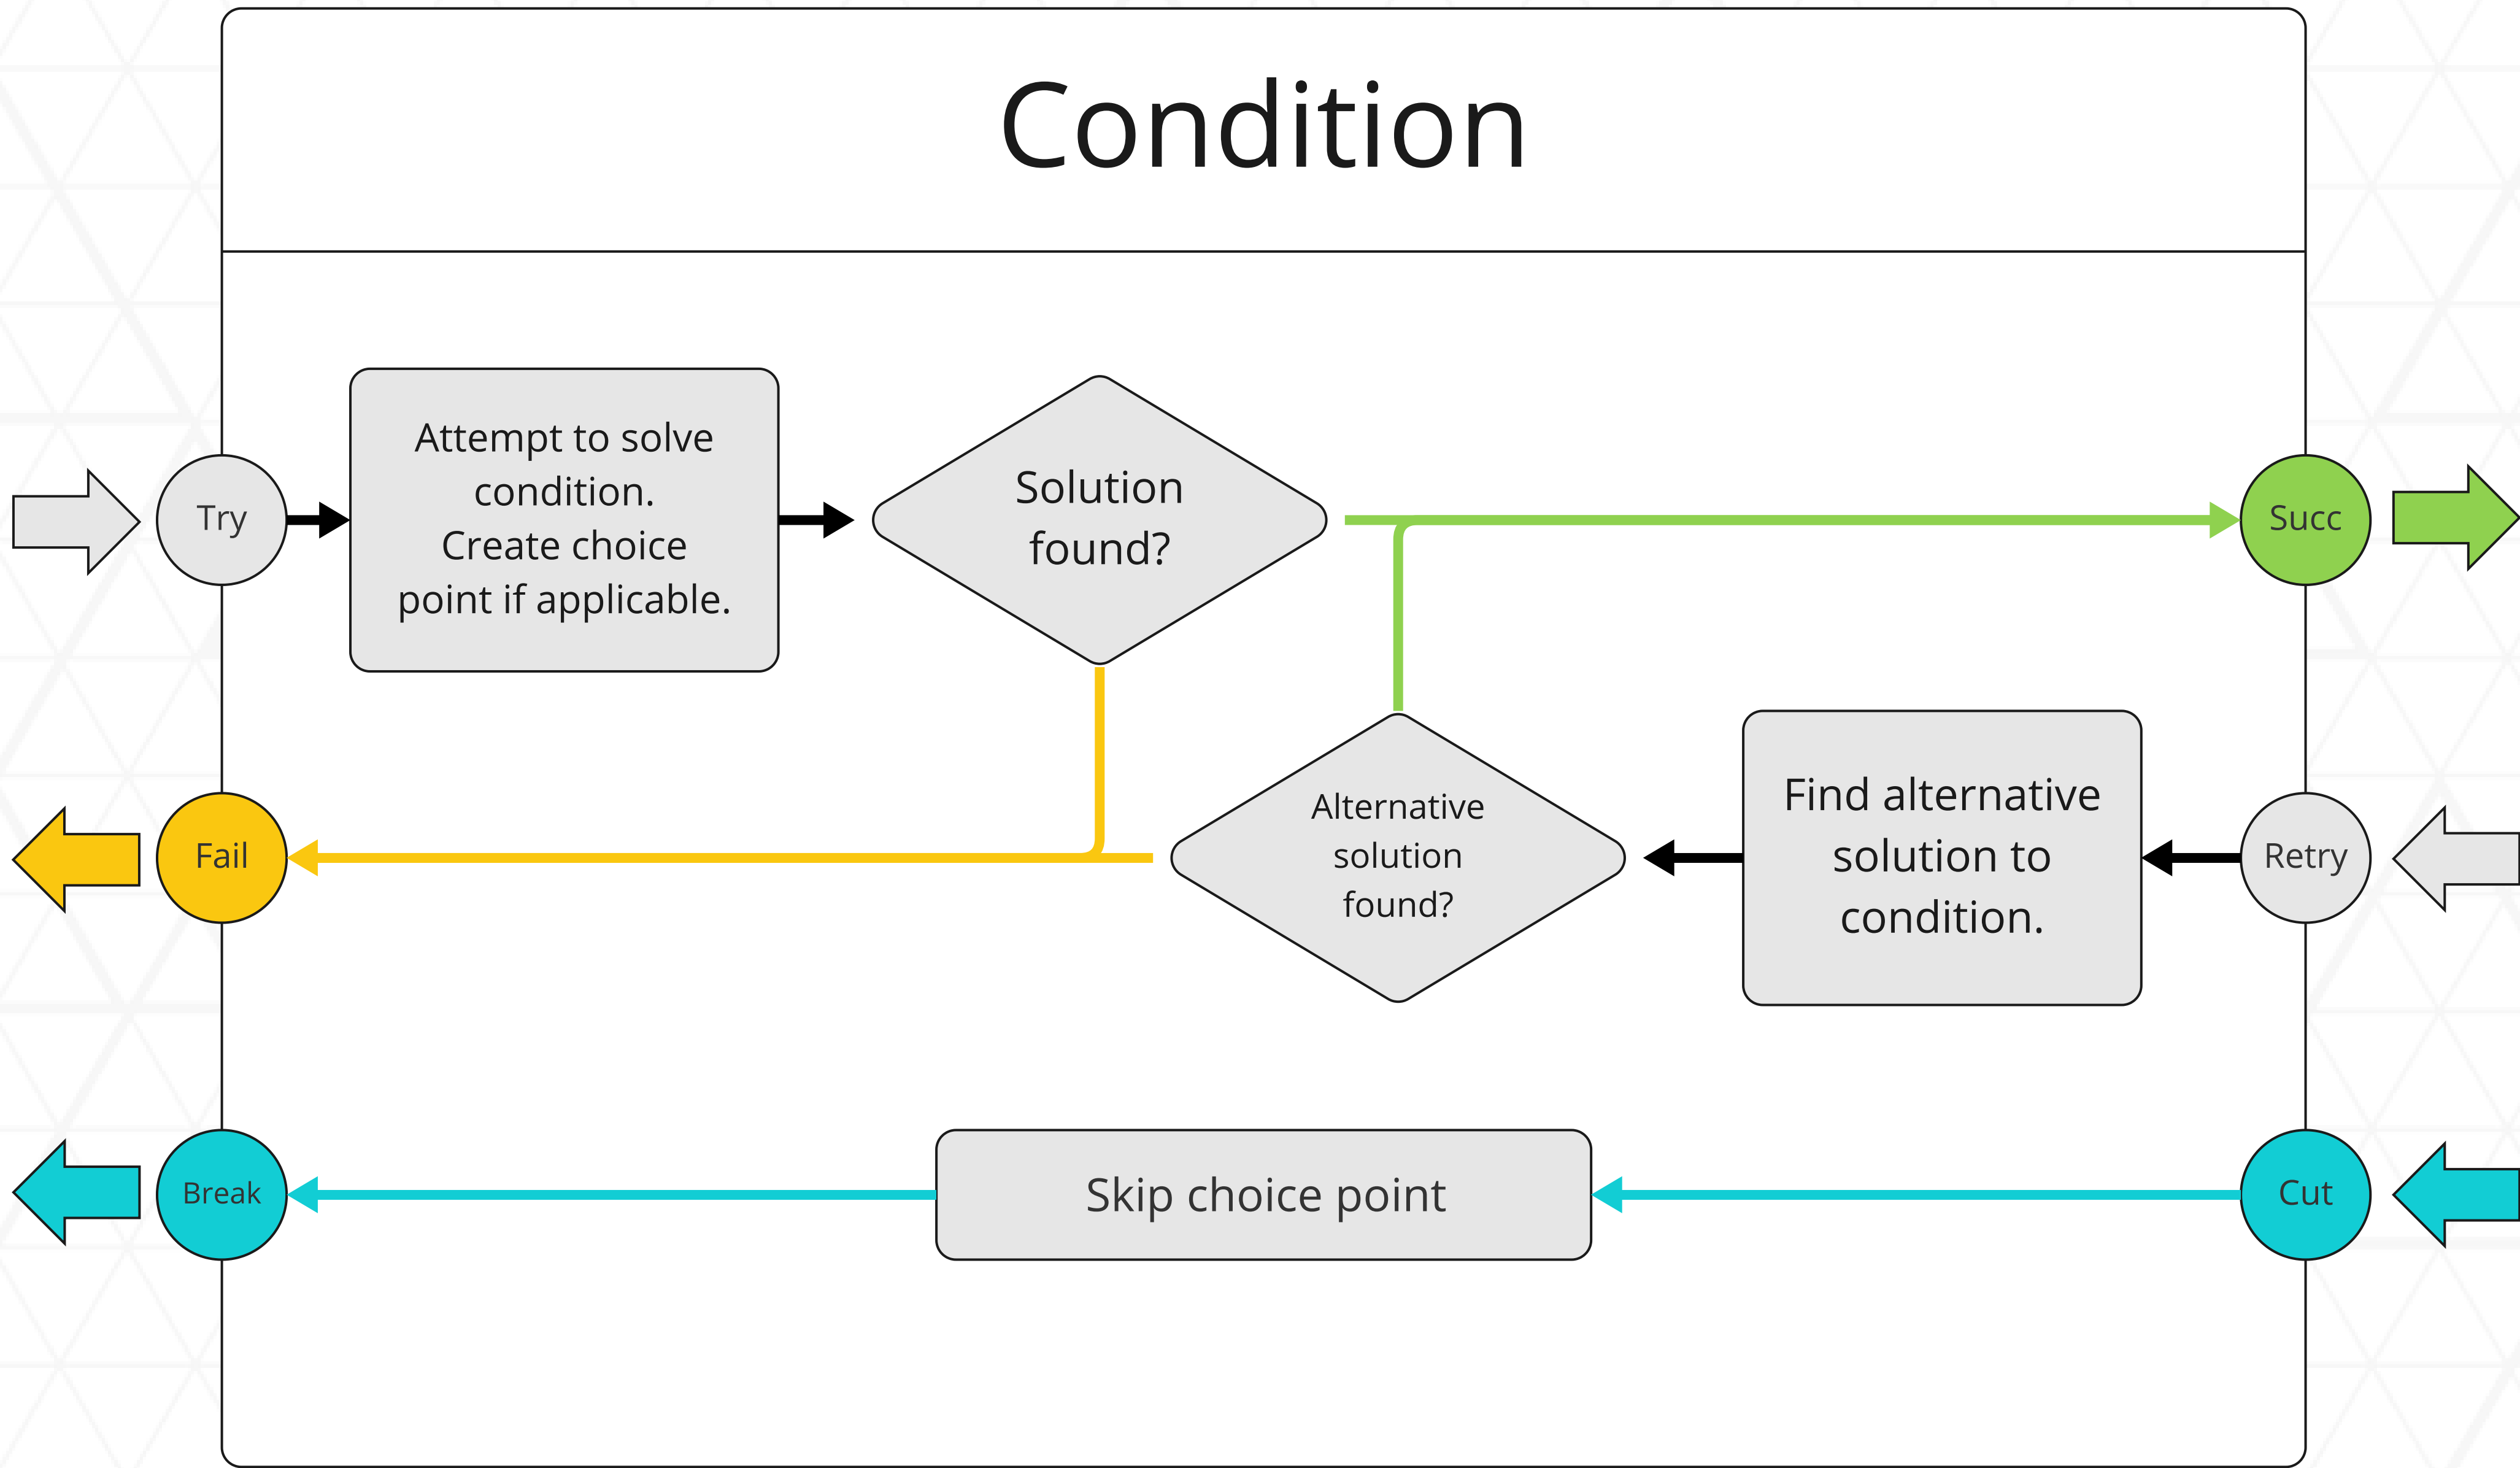 Condition
Try
Attempt to solve
condition.
Create choice
point if applicable.
Solution
found?
Succ
Fail
Alternative
solution
found?
Find alternative
solution to
condition.
Retry
Break
Skip choice point
Cut